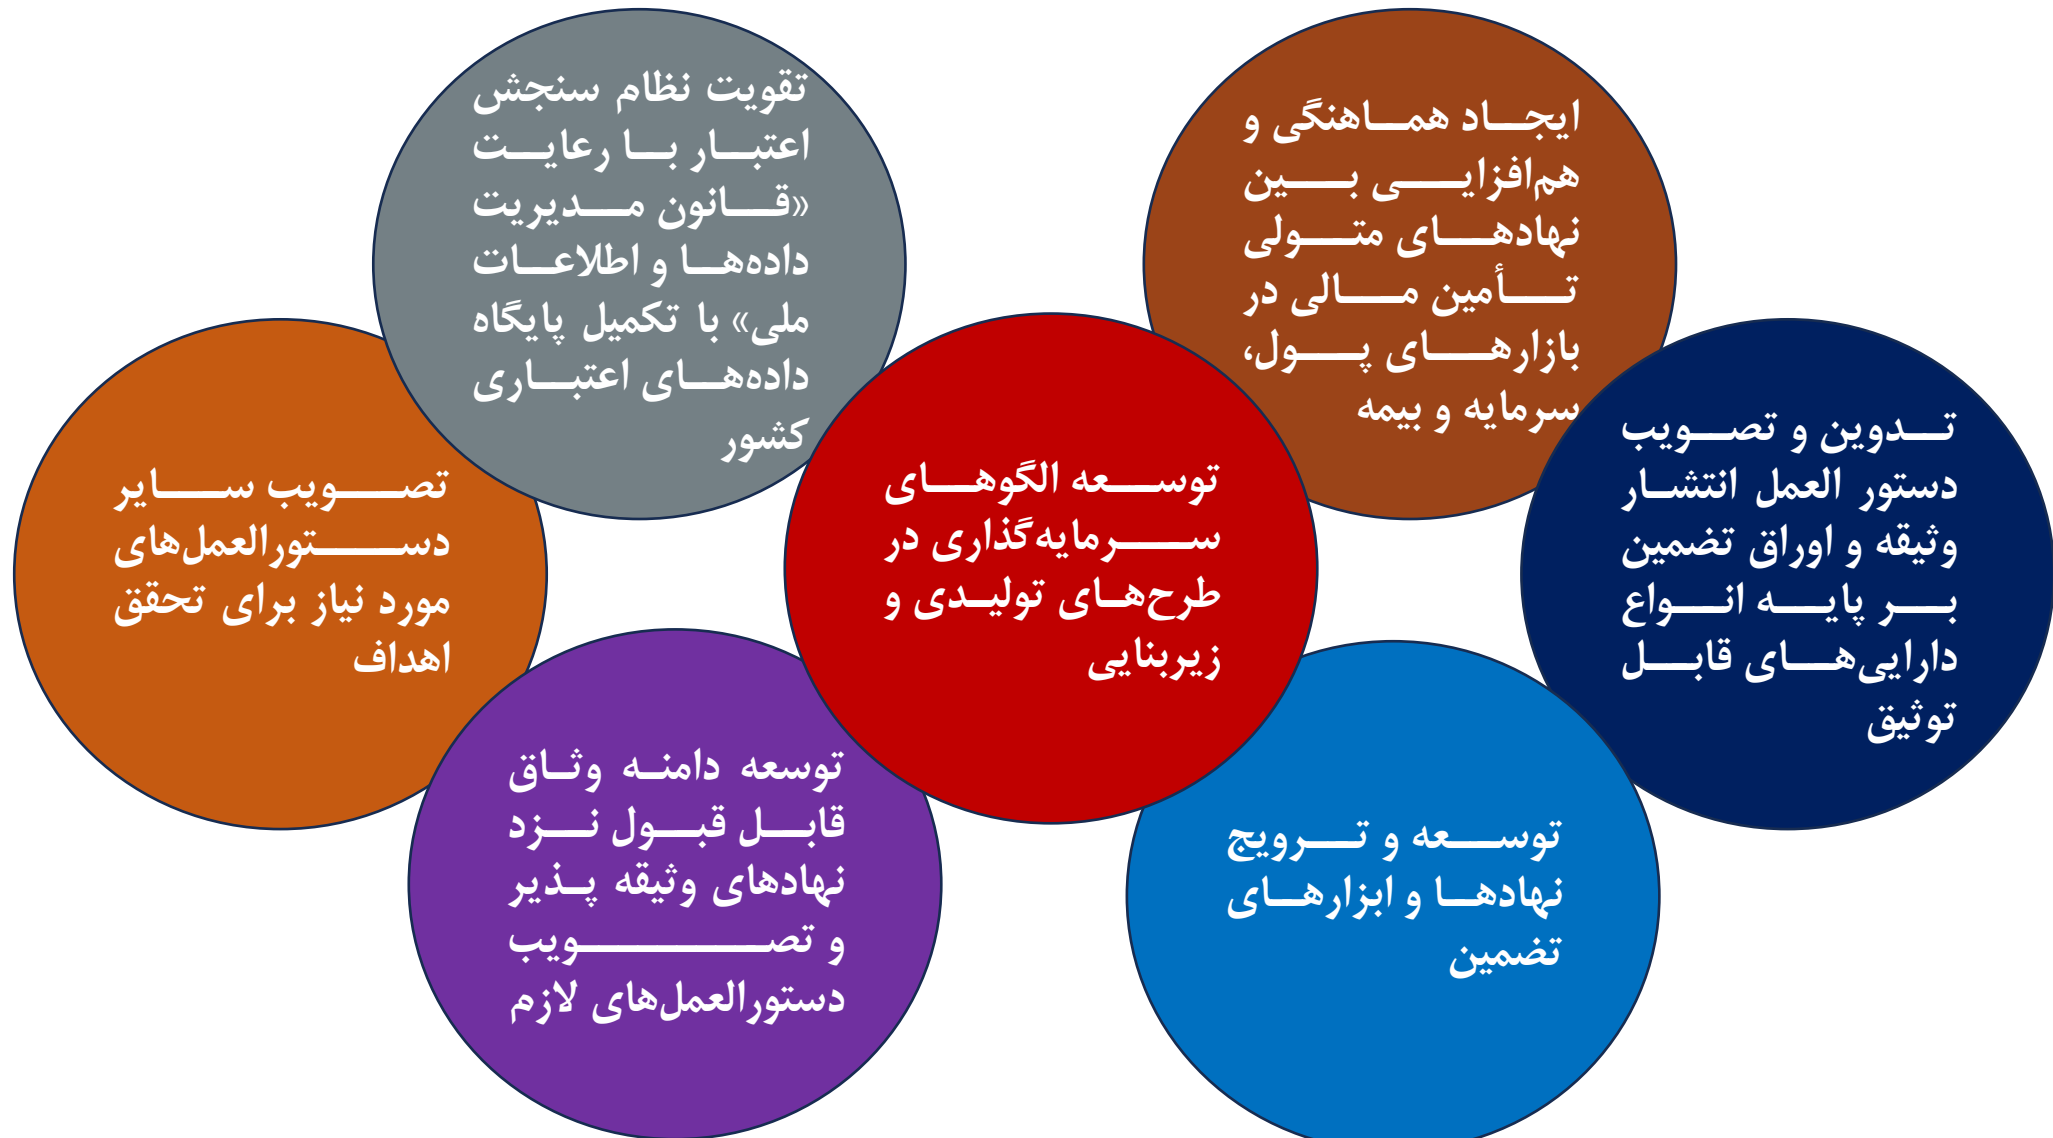 ایجاد هماهنگی و
هم‌افزایی بین
نهادهای متولی
تأمین مالی در
بازارهای پول،
سرمایه و بیمه
تقویت نظام سنجش
اعتبار با رعایت
«قانون مدیریت
داده‌ها و اطلاعات
ملی» با تکمیل پایگاه
داده‌های اعتباری
کشور
تدوین و تصویب
دستور العمل انتشار
وثیقه و اوراق تضمین
بر پایه انواع
دارایی‌های قابل
توثیق
توسعه الگوهای
سرمایه‌گذاری در
طرح‌های تولیدی و
زیربنایی
تصویب سایر
دستورالعمل‌های
مورد نیاز برای تحقق
اهداف
توسعه و ترویج
نهادها و ابزارهای
تضمین
توسعه دامنه وثاق
قابل قبول نزد
نهادهای وثیقه پذیر
و تصویب
دستورالعمل‌های لازم